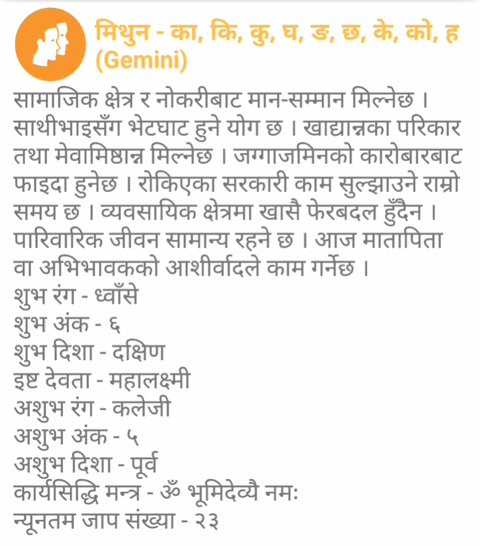 मिथुन - का, कि, कु, घ, ङ, छ, के, को, ह
(Gemini)
सामाजिक क्षेत्र र नोकरीबाट मान-सम्मान मिल्नेछ ।
साथीभाइसँग भेटघाट हुने योग छ । खाद्यान्नका परिकार
तथा मेवामिष्ठान्न मिल्नेछ । जग्गाजमिनको कारोबारबाट
फाइदा हुनेछ । रोकिएका सरकारी काम सुल्झाउने राम्रो
समय छ । व्यवसायिक क्षेत्रमा खासै फेरबदल हुँदैन ।
पारिवारिक जीवन सामान्य रहने छ । आज मातापिता
वा अभिभावकको आशीर्वादले काम गर्नेछ ।
शुभ रंग - ध्वाँसे
शुभ अंक - ६
शुभ दिशा - दक्षिण
इष्ट देवता - महालक्ष्मी
अशुभ रंग - कलेजी
अशुभ अंक - ५
अशुभ दिशा - पूर्व
कार्यसिद्धि मन्त्र - ॐ भूमिदेव्यै नमः
न्यूनतम जाप संख्या - २३